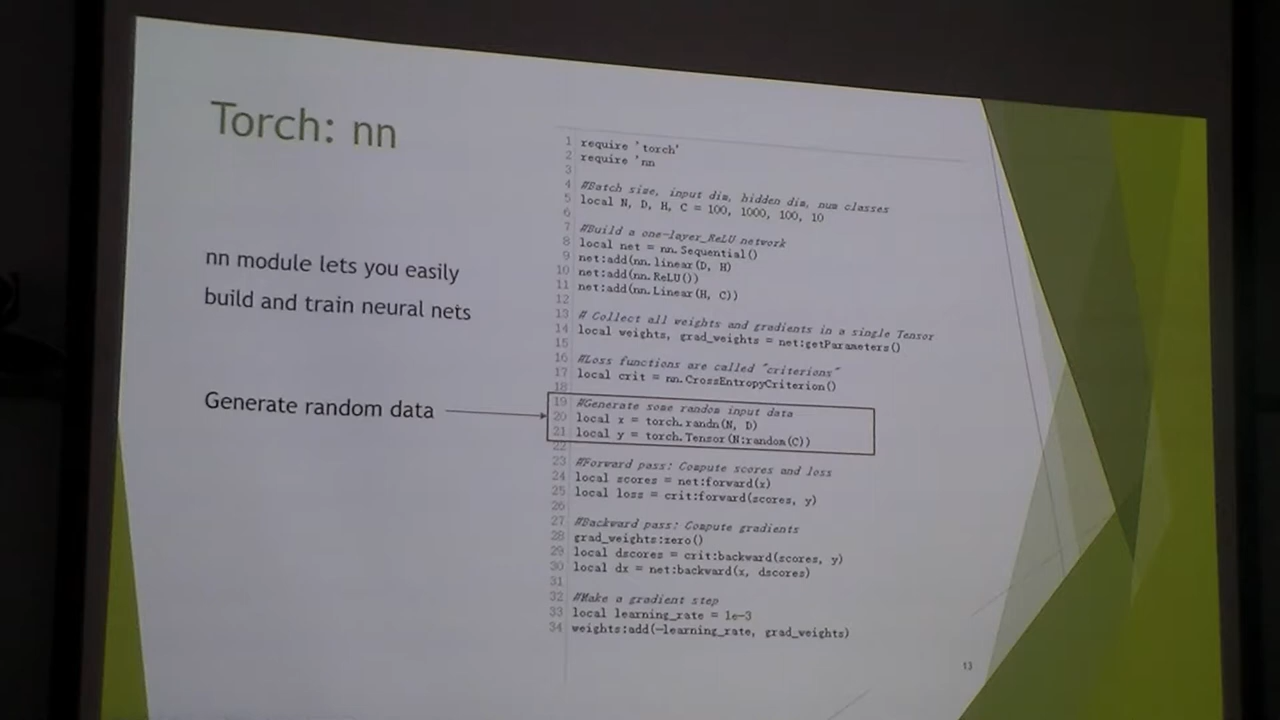 Torch: nn
nn module lets you easily
build and train neural nets
Generate random data
1 require 'torch'
2 require 'nn
3
4 #Batch size, input dim, hidden dim, num classes
5 local N, D, H, C = 100, 1000, 100, 10
6
7 #Build a one-layer_ReLU network
8 local net = nn.Sequential()
9 net:add(nn.linear(D, H)
10 net:add(nn.ReLU())
11 net:add(nn.Linear(H, C))
12
13 # Collect all weights and gradients in a single Tensor
14 local weights, grad_weights = net:getParameters()
15
16 #Loss functions are called "criterions"
17 local crit = nn.CrossEntropyCriterion()
18
19 #Generate some random input data
20 local x = torch.randn(N, D)
21 local y = torch.Tensor(N:random(C))
22
23 #Forward pass: Compute scores and loss
24 local scores = net:forward(x)
25 local loss = crit:forward(scores, y)
26
27 #Backward pass: Compute gradients
28 grad_weights:zero()
29 local dscores = crit:backward(scores, y)
30 local dx = net:backward(x, dscores)
31
32 #Make a gradient step
33 local learning_rate = 1e-3
34 weights:add(-learning_rate, grad_weights)
13